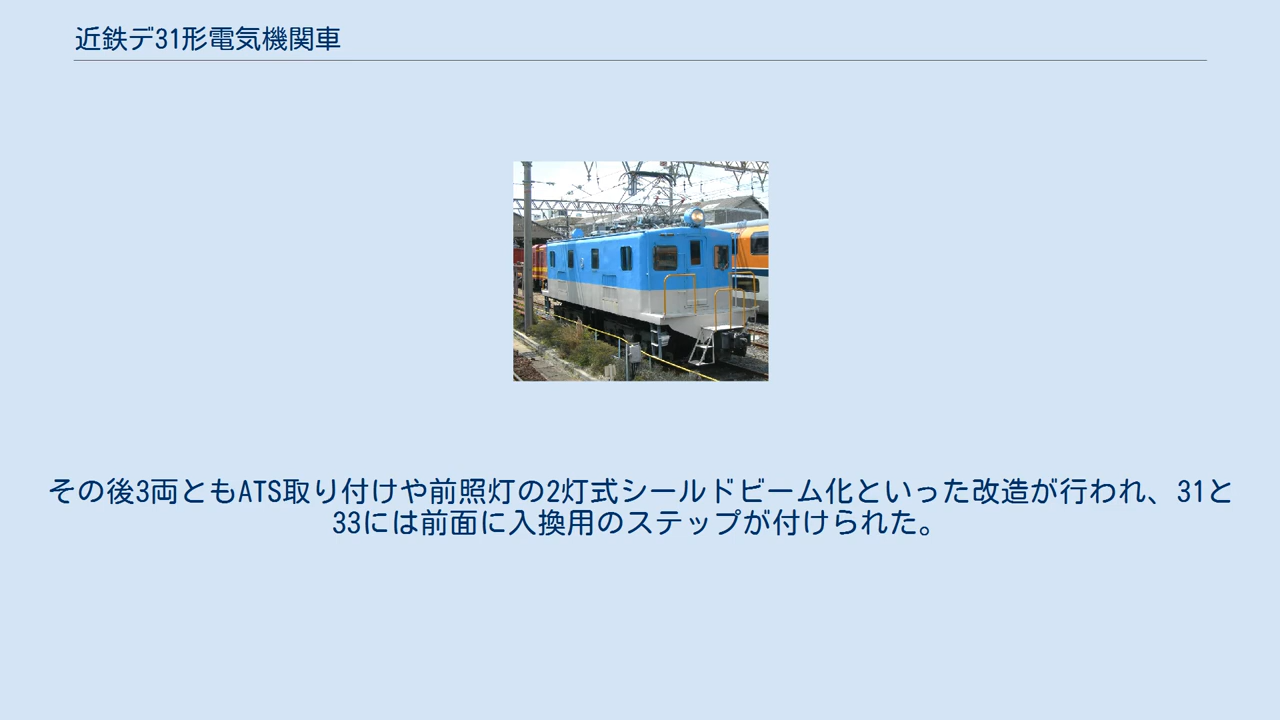 近鉄デ31形電気機関車
その後3両ともATS取り付けや前照灯の2灯式シールドビーム化といった改造が行われ、31と
33には前面に入換用のステップが付けられた。